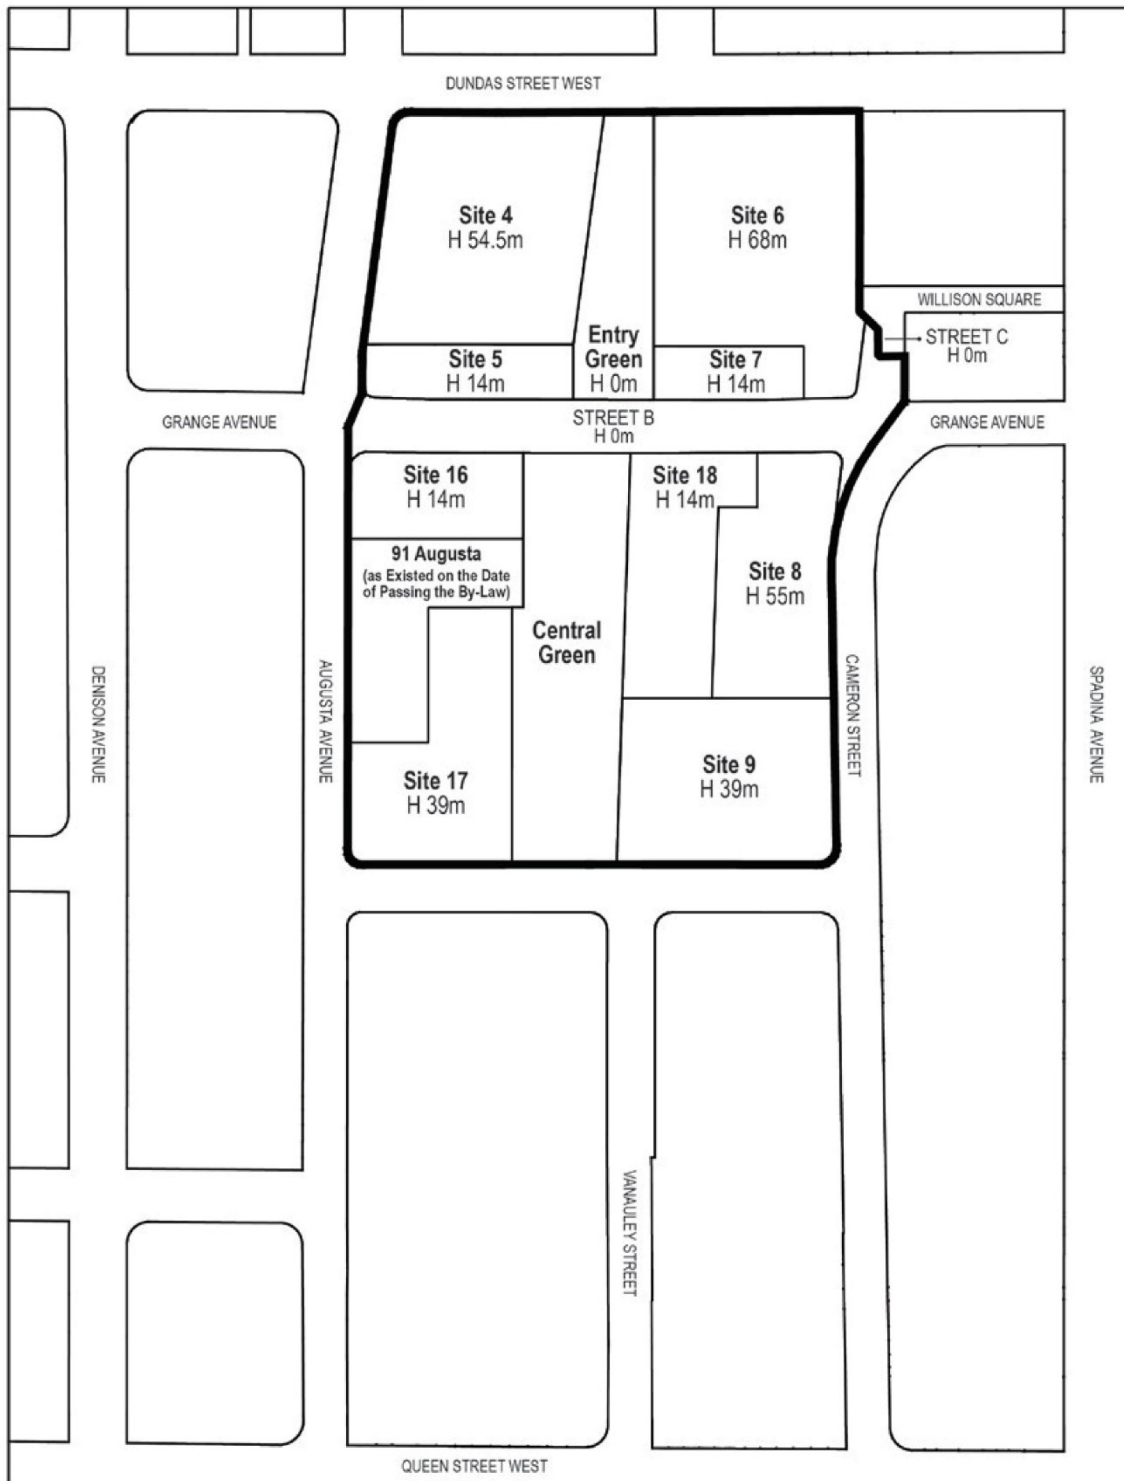 DUNDAS STREET WEST
Site 4
H 54.5m
Site 6
H 68m
WILLISON SQUARE
STREET C
H 0m
Entry
Green
H 0m
Site 5
H 14m
Site 7
H 14m
GRANGE AVENUE
STREET B
H 0m
GRANGE AVENUE
Site 16
H 14m
Site 18
H 14m
91 Augusta
(as Existed on the Date
of Passing the By-Law)
Site 8
H 55m
Central
Green
DENISON AVENUE
AUGUSTA AVENUE
CAMERON STREET
SPADINA AVENUE
Site 17
H 39m
Site 9
H 39m
VANAULEY STREET
QUEEN STREET WEST